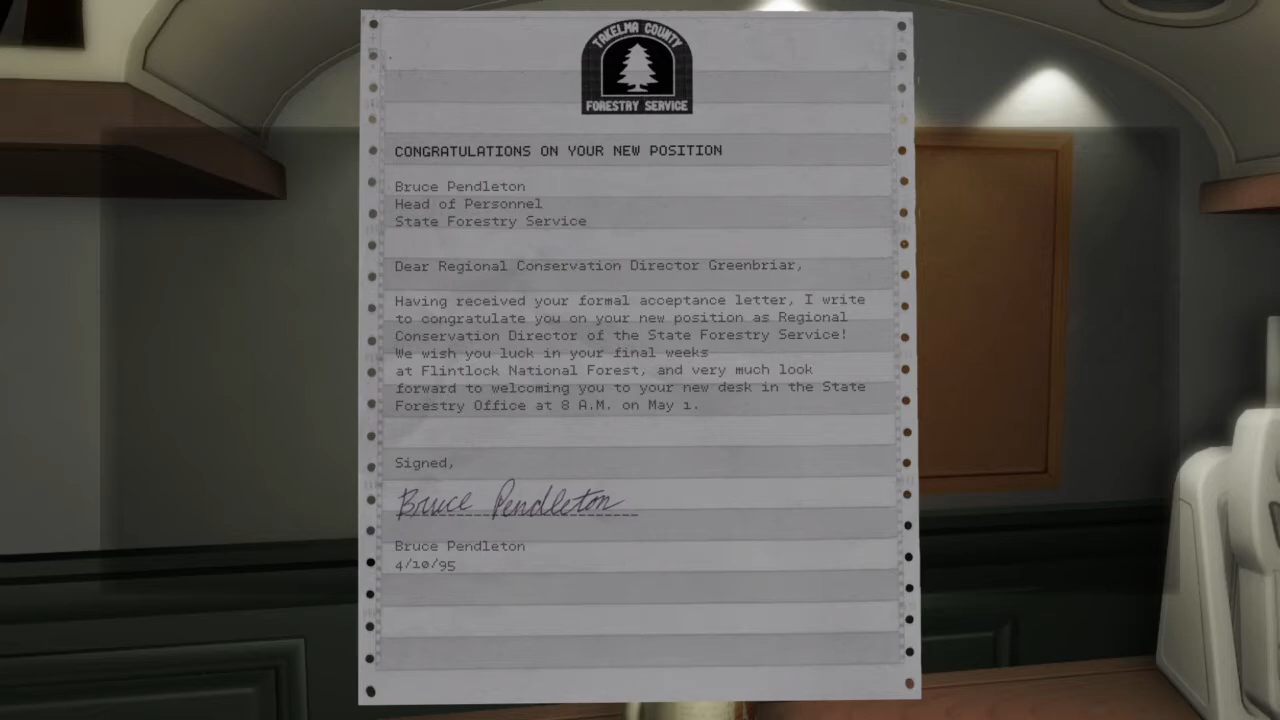 TAKELMA COUNTY
FORESTRY SERVICE
CONGRATULATIONS ON YOUR NEW POSITION
Bruce Pendleton
Head of Personnel
State Forestry Service
Dear Regional Conservation Director Greenbriar,
Having received your formal acceptance letter, I write
to congratulate you on your new position as Regional
Conservation Director of the State Forestry Service!
We wish you luck in your final weeks
at Flintlock National Forest, and very much look
forward to welcoming you to your new desk in the State
Forestry Office at 8 A.M. on May 1.
Signed,
Bruce Pendleton
Bruce Pendleton
4/10/95